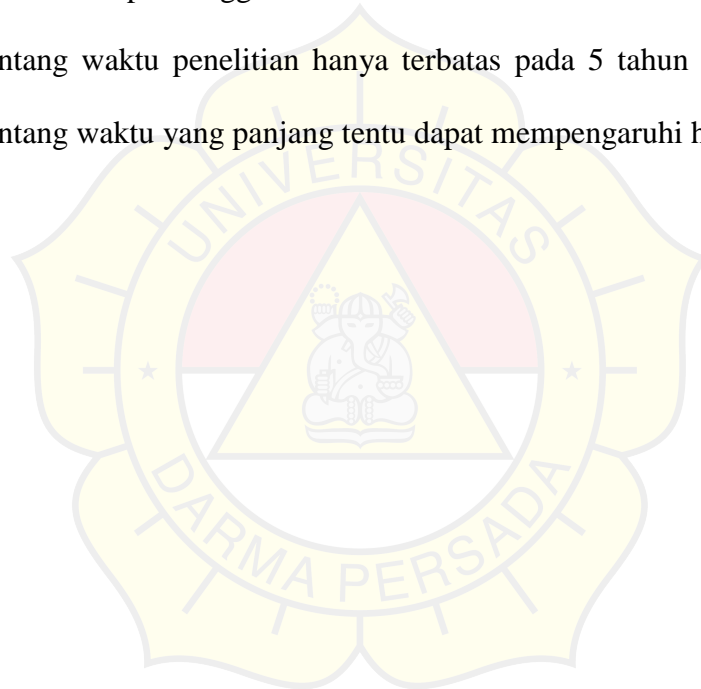 ntang waktu penelitian hanya terbatas pada 5 tahun
ntang waktu yang panjang tentu dapat mempengaruhi h
UNIVERSITAS
DARMA PERSADA